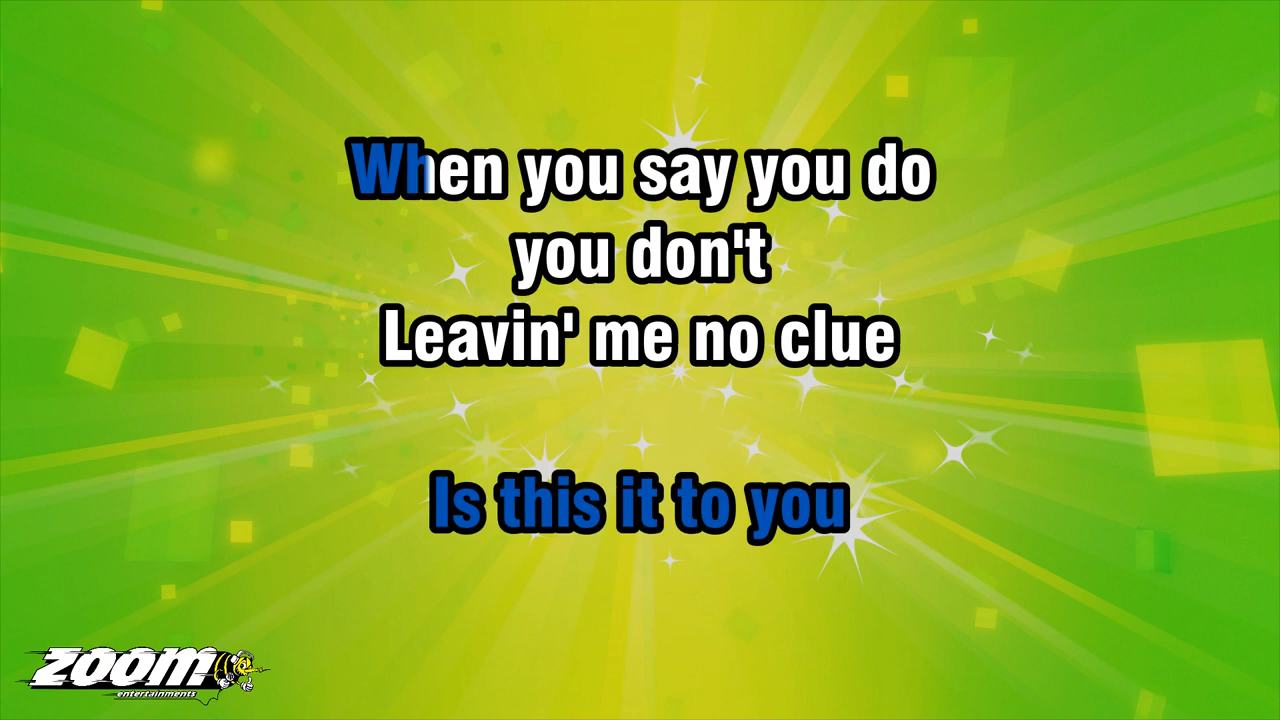 When you say you do
you don't
Leavin' me no clue
Is this it to you
ZOOM
entertainments